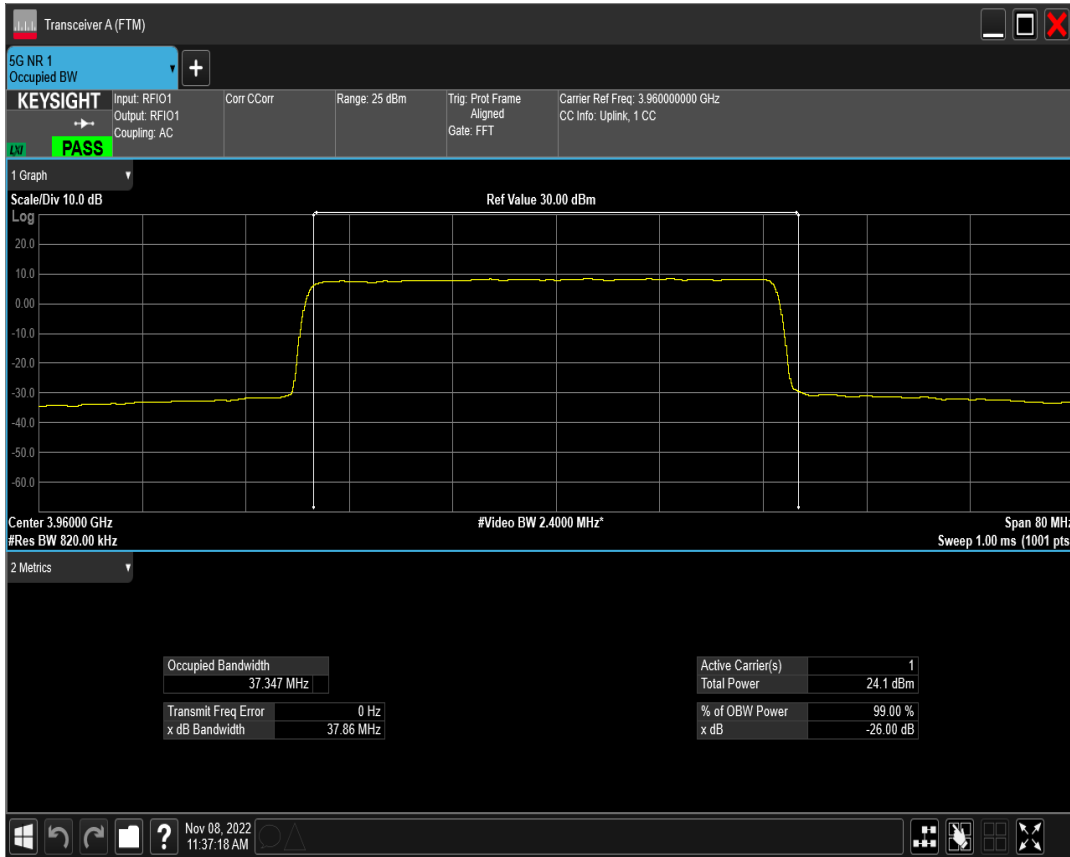 Transceiver A (FTM)
5G NR 1
Occupied BW
+
KEYSIGHT
LXI
PASS
Input: RFIO1
Output: RFIO1
Coupling: AC
Corr CCorr
Range: 25 dBm
Trig: Prot Frame
Aligned
Gate: FFT
Carrier Ref Freq: 3.960000000 GHz
CC Info: Uplink, 1 CC
1 Graph
Scale/Div 10.0 dB
Ref Value 30.00 dBm
Log
20.0
10.0
0.00
-10.0
-20.0
-30.0
-40.0
-50.0
-60.0
Center 3.96000 GHz
#Video BW 2.4000 MHz*
Span 80 MHz
#Res BW 820.00 kHz
Sweep 1.00 ms (1001 pts
2 Metrics
Occupied Bandwidth
37.347 MHz
Transmit Freq Error 0 Hz
x dB Bandwidth 37.86 MHz
Active Carrier(s) 1
Total Power 24.1 dBm
% of OBW Power 99.00 %
x dB -26.00 dB
?
Nov 08, 2022
11:37:18 AM